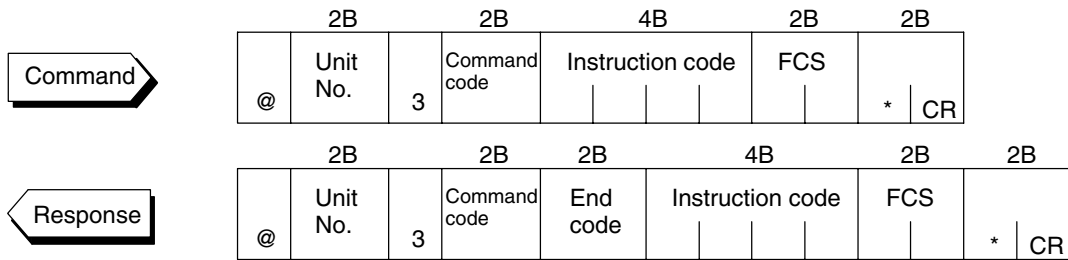 2B 2B 4B 2B 2B
Command
@ Unit No. 3 Command code Instruction code FCS * CR
2B 2B 2B 4B 2B 2B
Response
@ Unit No. 3 Command code End code Instruction code FCS * CR